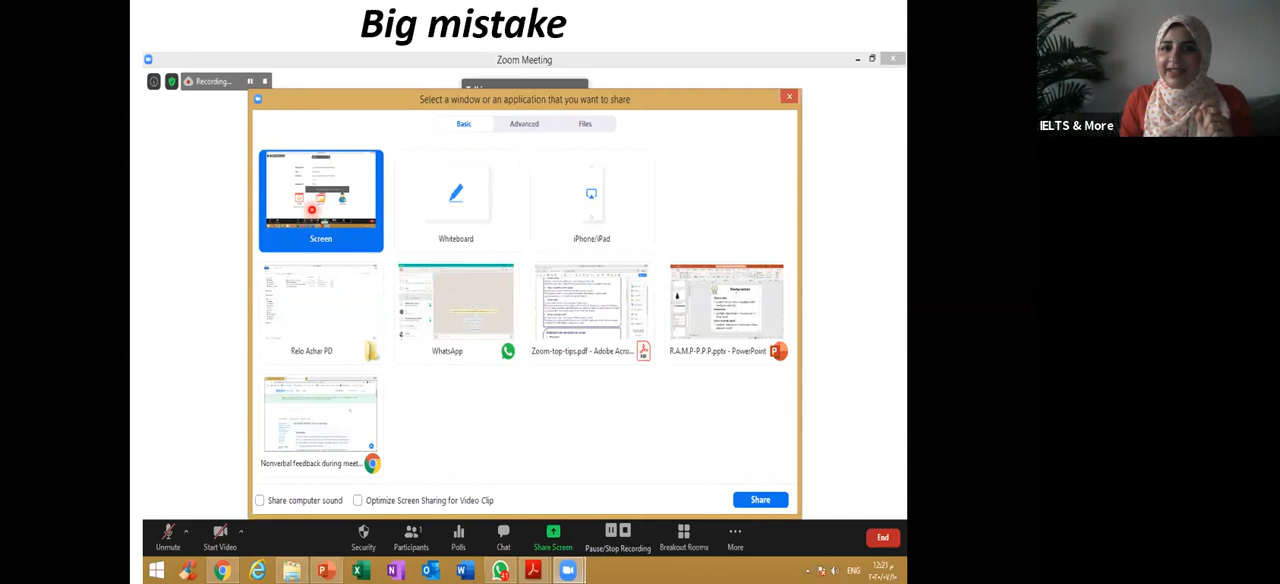 Big mistake
Zoom Meeting
Recording...
Select a window or an application that you want to share
Basic Advanced Files
Screen Whiteboard iPhone/iPad
Relo Azhar PD WhatsApp Zoom-top-tips.pdf - Adobe Acro... R.A.M.P-P.P.P.pptx - PowerPoint
Nonverbal feedback during meet...
Share computer sound Optimize Screen Sharing for Video Clip Share
Unmute Start Video Security Participants 1 Polls Chat Share Screen Pause/Stop Recording Breakout Rooms More End
ENG
IELTS & More